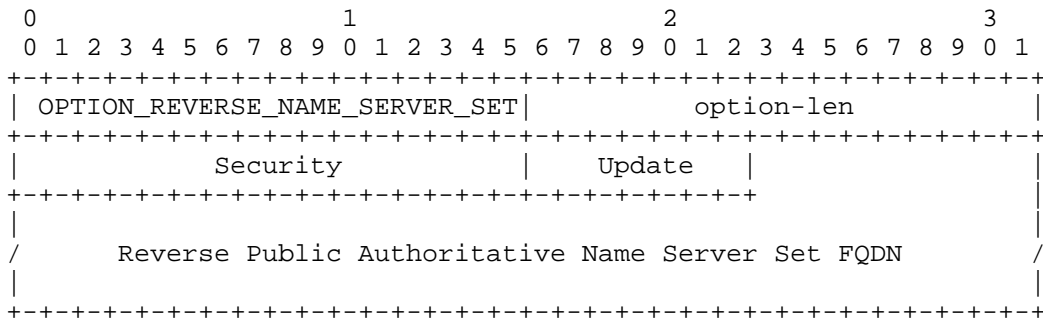 0                   1                   2                   3
 0 1 2 3 4 5 6 7 8 9 0 1 2 3 4 5 6 7 8 9 0 1 2 3 4 5 6 7 8 9 0 1
+-+-+-+-+-+-+-+-+-+-+-+-+-+-+-+-+-+-+-+-+-+-+-+-+-+-+-+-+-+-+-+-+
| OPTION_REVERSE_NAME_SERVER_SET|          option-len           |
+-+-+-+-+-+-+-+-+-+-+-+-+-+-+-+-+-+-+-+-+-+-+-+-+-+-+-+-+-+-+-+-+
|            Security           |    Update   |                 |
+-+-+-+-+-+-+-+-+-+-+-+-+-+-+-+-+-+-+-+-+-+-+-+                 |
|                                                               |
/      Reverse Public Authoritative Name Server Set FQDN        /
|                                                               |
+-+-+-+-+-+-+-+-+-+-+-+-+-+-+-+-+-+-+-+-+-+-+-+-+-+-+-+-+-+-+-+-+